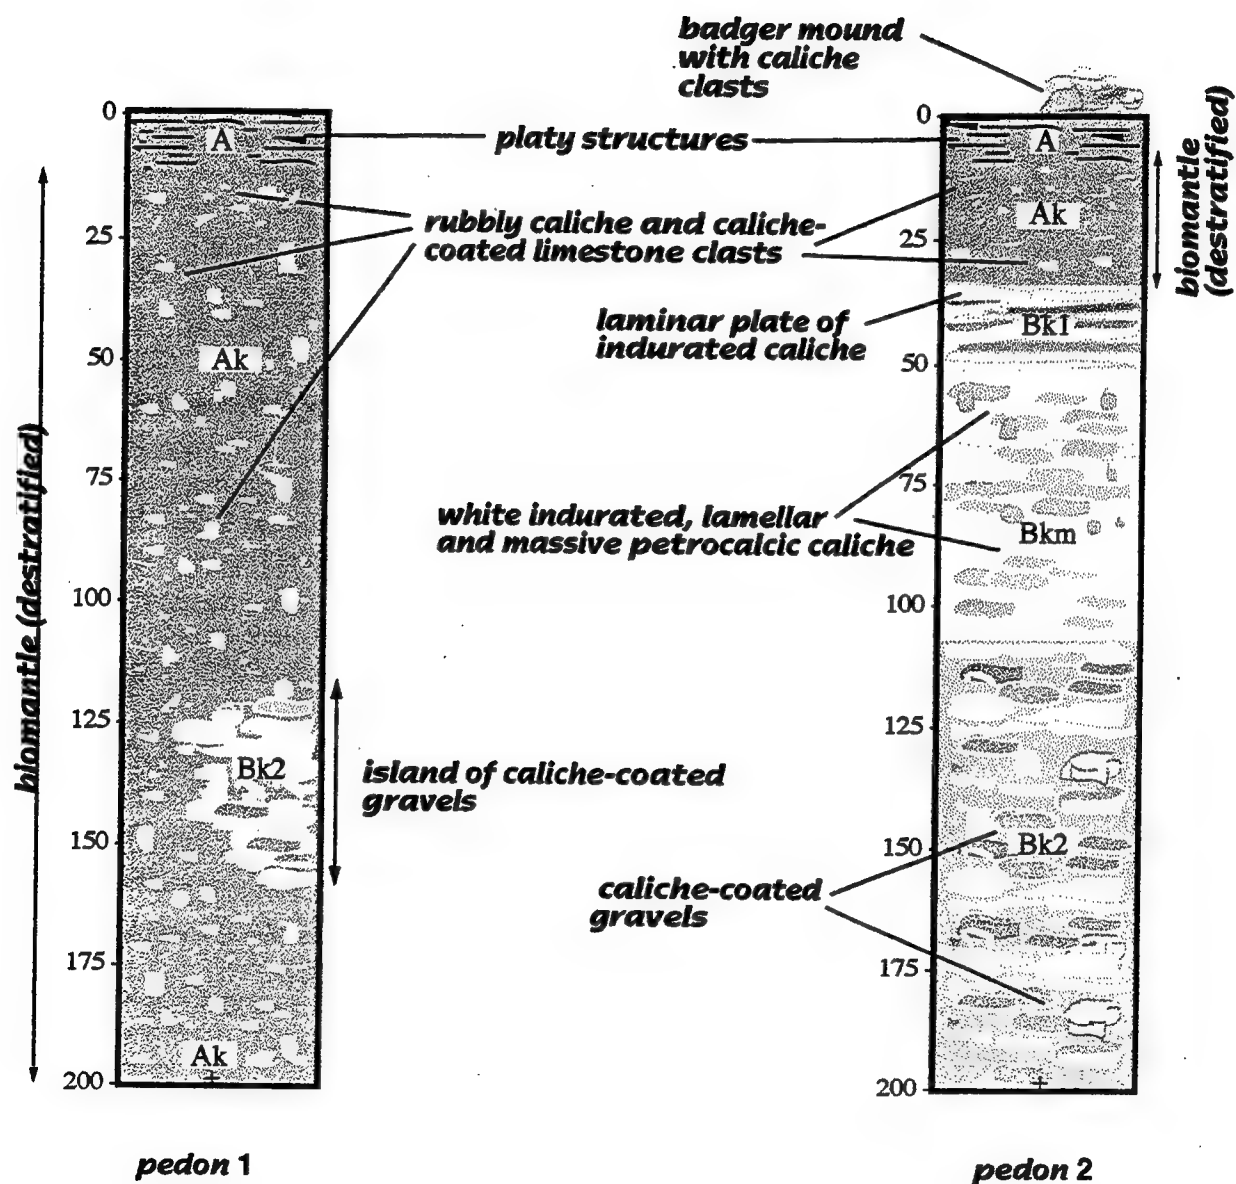 badger mound
with caliche
clasts
0
A
platy structures
0
A
biomantle
(destratified)
rubbly caliche and caliche-
coated limestone clasts
Ak
25
25
laminar plate of
indurated caliche
Bk1
Ak
50
50
biomantle (destratified)
75
75
white indurated, lamellar
and massive petrocalcic caliche
Bkm
100
100
125
125
Bk2
island of caliche-coated
gravels
150
150
Bk2
caliche-coated
gravels
175
175
Ak
200
200
pedon 1
pedon 2